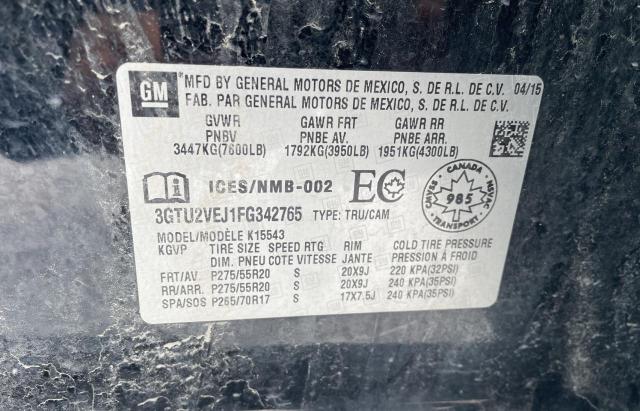 GM
MFD BY GENERAL MOTORS DE MEXICO, S. DE R.L. DE C.V. 04/15
FAB. PAR GENERAL MOTORS DE MEXICO, S. DE R.L. DE C.V.
GVWR GAWR FRT GAWR RR
PNBV PNBE AV. PNBE ARR.
3447KG(7600LB) 1792KG(3950LB) 1951KG(4300LB)
ICES/NMB-002 EC
CANADA
CMVSS 985 NSVAC
TRANSPORT
3GTU2VEJ1FG342765 TYPE: TRU/CAM
MODEL/MODÈLE K15543
KGVP TIRE SIZE SPEED RTG RIM COLD TIRE PRESSURE
DIM. PNEU COTE VITESSE JANTE PRESSION À FROID
FRT/AV P275/55R20 S 20X9J 220 KPA(32PSI)
RR/ARR. P275/55R20 S 20X9J 240 KPA(35PSI)
SPA/SOS P265/70R17 S 17X7.5J 240 KPA(35PSI)